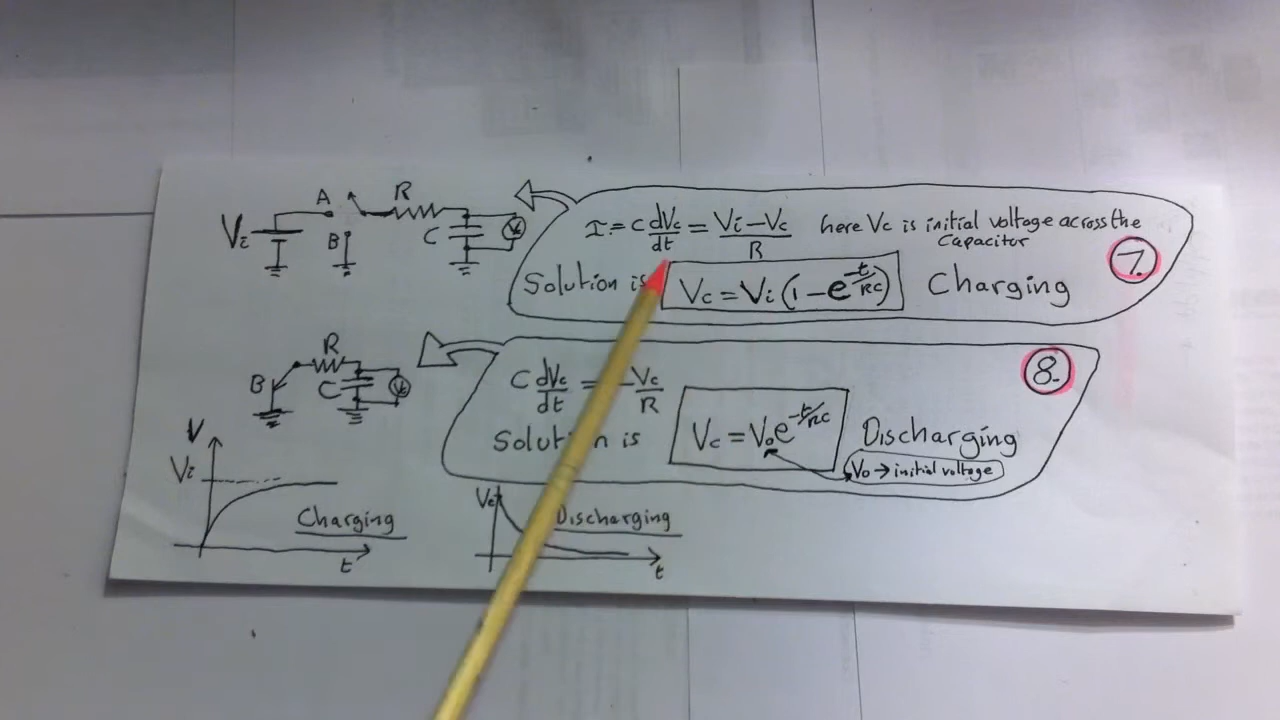 A R
Vi B C V
I = C dVc/dt = Vi - Vc / R here Vc is initial voltage across the Capacitor
7.
Solution is Vc = Vi (1 - e^-t/RC) Charging
R
B C V
8.
C dVc/dt = - Vc/R
Solution is Vc = V0 e^-t/RC Discharging
V0 → initial voltage
V
Vi
Charging
t
Vc
Discharging
t